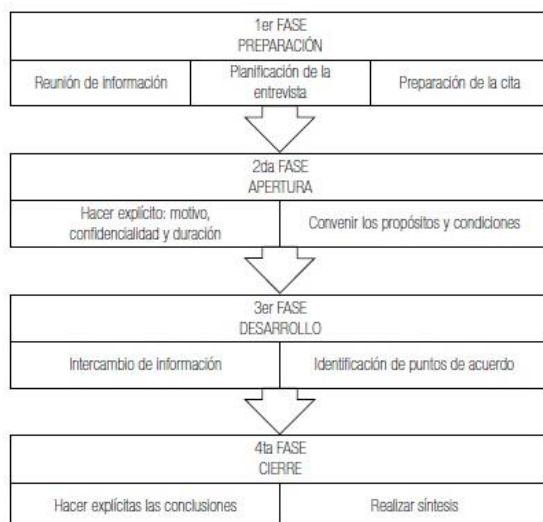 1er FASE
PREPARACIÓN
Reunión de información
Planificación de la
entrevista
Preparación de la cita
2da FASE
APERTURA
Hacer explícito: motivo,
confidencialidad y duración
Convenir los propósitos y condiciones
3er FASE
DESARROLLO
Intercambio de información
Identificación de puntos de acuerdo
4ta FASE
CIERRE
Hacer explícitas las conclusiones
Realizar síntesis